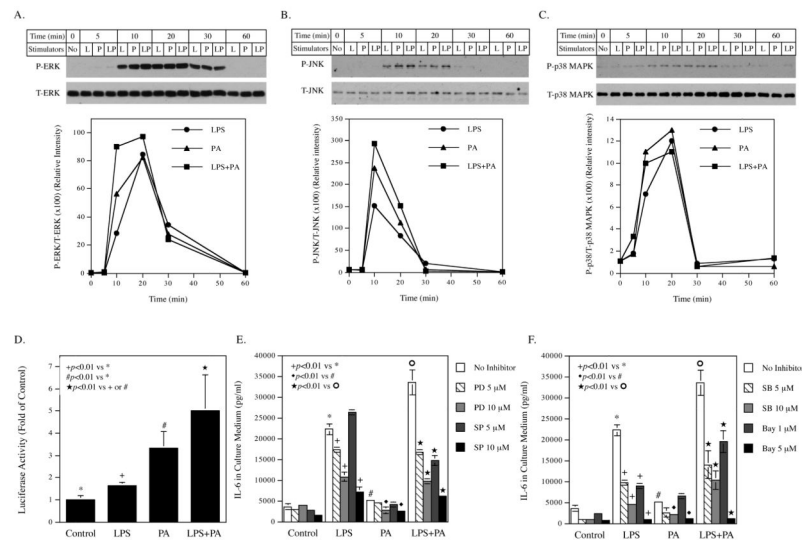 A.
Time (min) 0 5 10 20 30 60
Stimulators No L P LP L P LP L P LP L P LP L P LP
P-ERK
T-ERK
P-ERK/T-ERK (x100) (Relative Intensity)
100
80
60
40
20
0
LPS
PA
LPS+PA
0 10 20 30 40 50 60
Time (min)
B.
Time (min) 0 5 10 20 30 60
Stimulators No L P LP L P LP L P LP L P LP L P LP
P-JNK
T-JNK
P-JNK/T-JNK (x100) (Relative Intensity)
350
300
250
200
150
100
50
0
LPS
PA
LPS+PA
0 10 20 30 40 50 60
Time (min)
C.
Time (min) 0 5 10 20 30 60
Stimulators No L P LP L P LP L P LP L P LP L P LP
P-p38 MAPK
T-p38 MAPK
P-p38/T-p38 MAPK (x100) (Relative Intensity)
14
12
10
8
6
4
2
0
LPS
PA
LPS+PA
0 10 20 30 40 50 60
Time (min)
D.
Luciferase Activity (Fold of Control)
7
6
5
4
3
2
1
0
+p<0.01 vs *
#p<0.01 vs *
★p<0.01 vs + or #
* + # ★
Control LPS PA LPS+PA
E.
IL-6 in Culture Medium (pg/ml)
40000
35000
30000
25000
20000
15000
10000
5000
0
+p<0.01 vs *
◆p<0.01 vs #
★p<0.01 vs O
No Inhibitor
PD 5 µM
PD 10 µM
SP 5 µM
SP 10 µM
Control LPS PA LPS+PA
F.
IL-6 in Culture Medium (pg/ml)
40000
35000
30000
25000
20000
15000
10000
5000
0
+p<0.01 vs *
◆p<0.01 vs #
★p<0.01 vs O
No Inhibitor
SB 5 µM
SB 10 µM
Bay 1 µM
Bay 5 µM
Control LPS PA LPS+PA